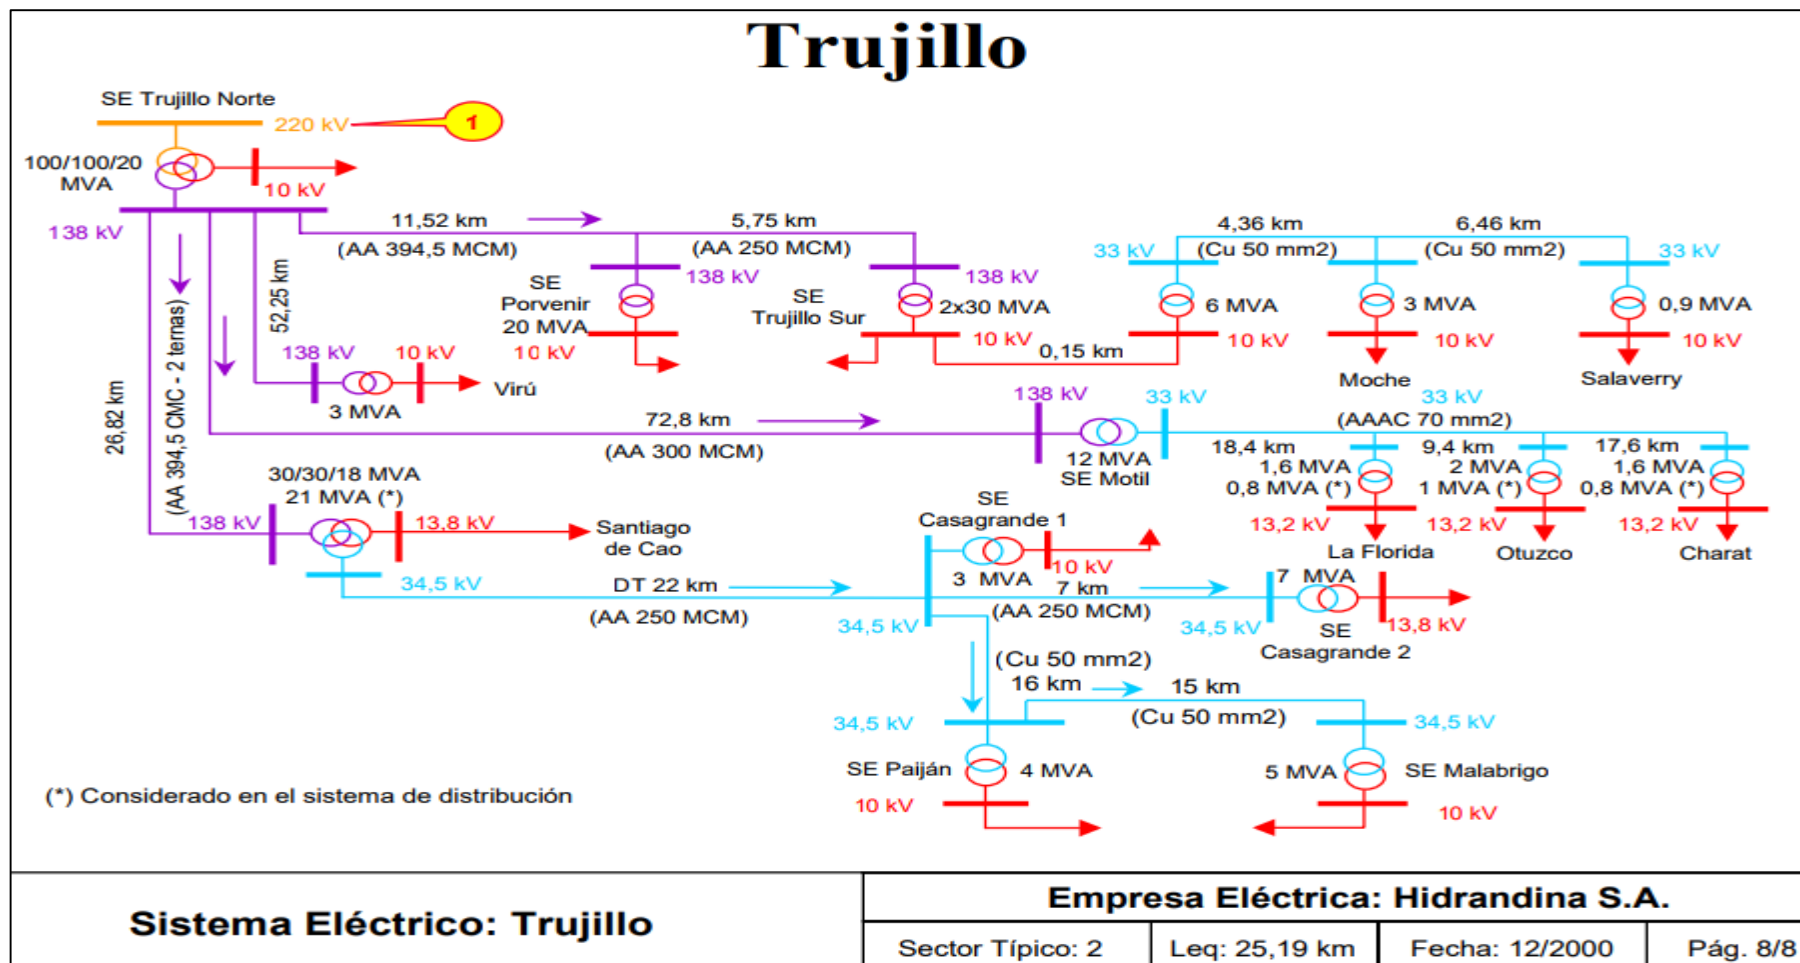 Trujillo
SE Trujillo Norte
220 kV
1
100/100/20
MVA
10 kV
138 kV
11,52 km
(AA 394,5 MCM)
5,75 km
(AA 250 MCM)
4,36 km
(Cu 50 mm2)
6,46 km
(Cu 50 mm2)
33 kV
33 kV
138 kV
138 kV
SE
Porvenir
20 MVA
10 kV
SE
Trujillo Sur
2x30 MVA
10 kV
0,15 km
6 MVA
10 kV
3 MVA
10 kV
Moche
0,9 MVA
10 kV
Salaverry
52,25 km
(AA 394,5 CMC - 2 ternas)
26,82 km
138 kV
10 kV
3 MVA
Virú
72,8 km
(AA 300 MCM)
138 kV
33 kV
12 MVA
SE Motil
33 kV
(AAAC 70 mm2)
18,4 km
1,6 MVA
0,8 MVA (*)
13,2 kV
La Florida
9,4 km
2 MVA
1 MVA (*)
13,2 kV
Otuzco
17,6 km
1,6 MVA
0,8 MVA (*)
13,2 kV
Charat
30/30/18 MVA
21 MVA (*)
138 kV
13,8 kV
Santiago
de Cao
34,5 kV
DT 22 km
(AA 250 MCM)
SE
Casagrande 1
3 MVA
10 kV
34,5 kV
7 km
(AA 250 MCM)
34,5 kV
7 MVA
13,8 kV
SE
Casagrande 2
(Cu 50 mm2)
16 km
15 km
(Cu 50 mm2)
34,5 kV
34,5 kV
SE Paiján
4 MVA
10 kV
5 MVA
SE Malabrigo
10 kV
(*) Considerado en el sistema de distribución
Sistema Eléctrico: Trujillo
Empresa Eléctrica: Hidrandina S.A.
Sector Típico: 2
Leq: 25,19 km
Fecha: 12/2000
Pág. 8/8